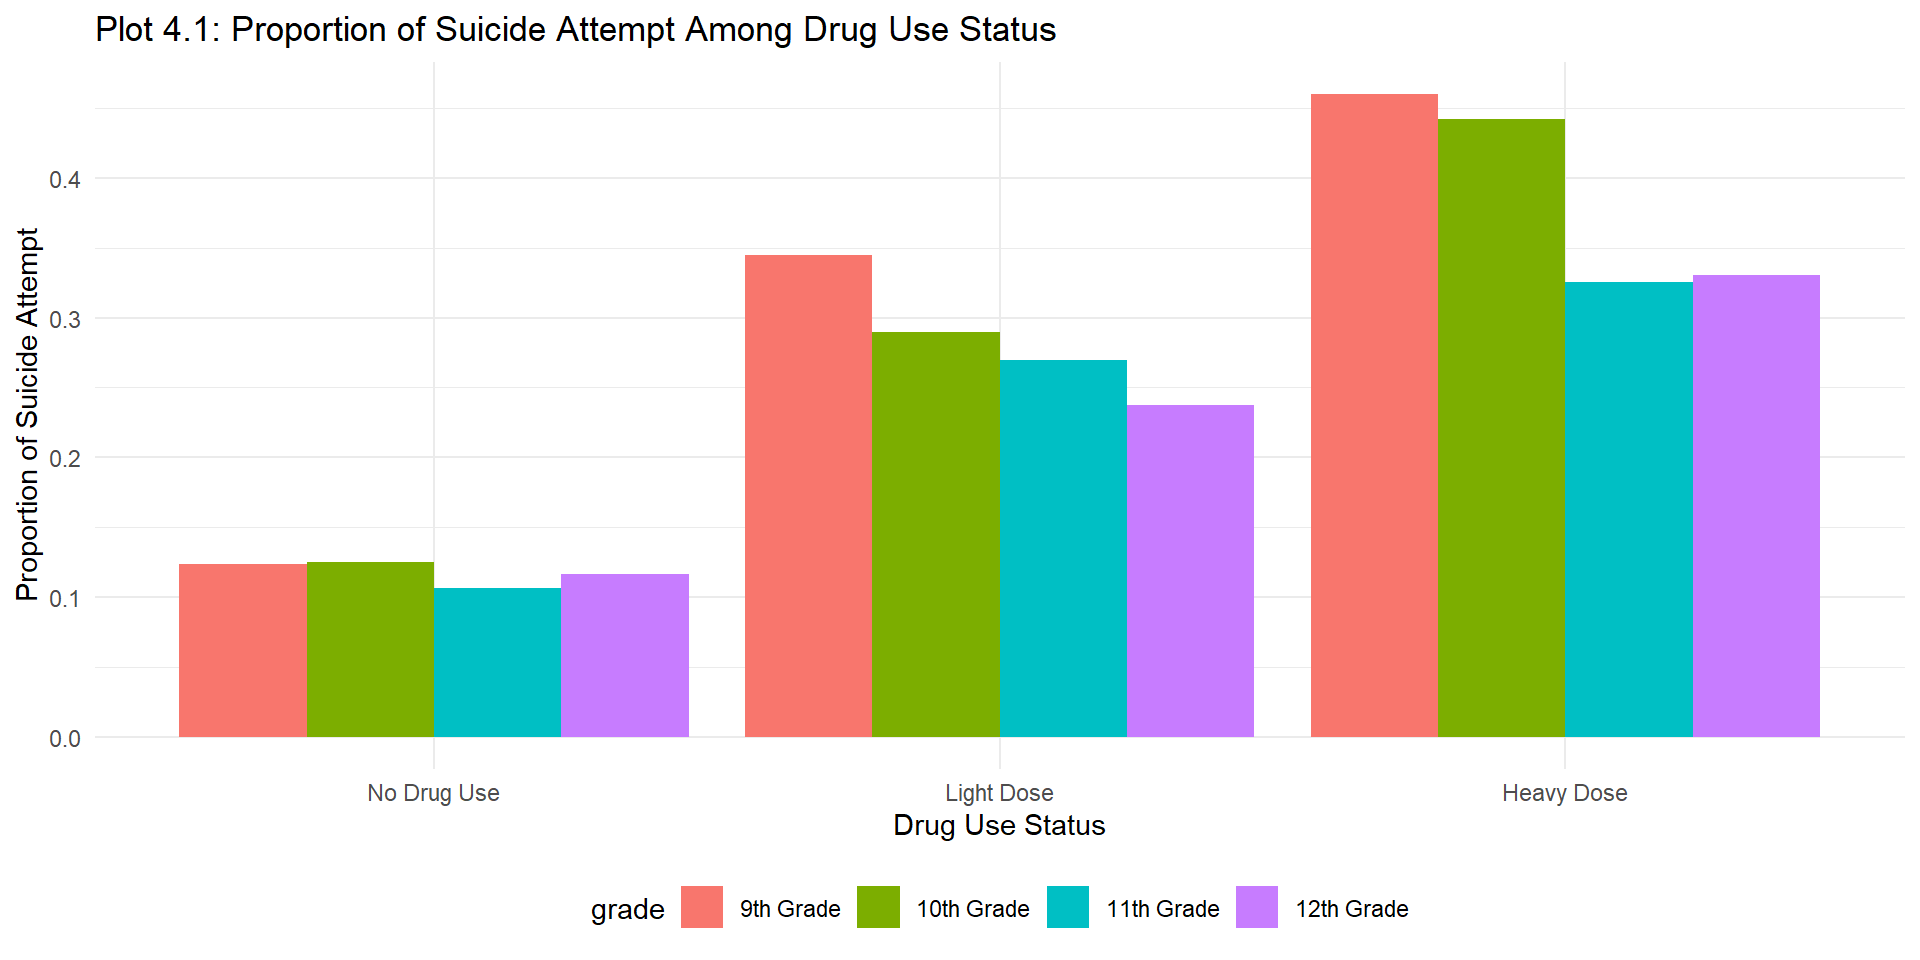 Plot 4.1: Proportion of Suicide Attempt Among Drug Use Status
Proportion of Suicide Attempt
0.4
0.3
0.2
0.1
0.0
No Drug Use
Light Dose
Heavy Dose
Drug Use Status
grade
9th Grade
10th Grade
11th Grade
12th Grade